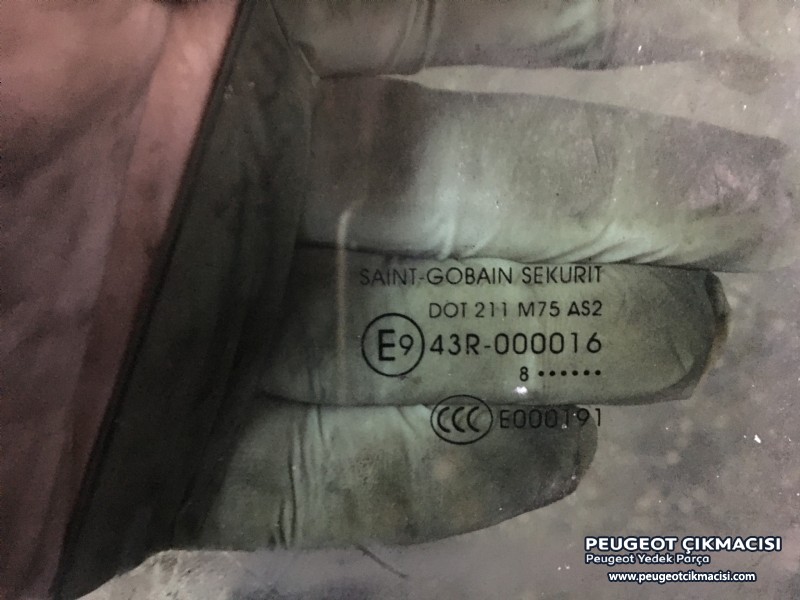 SAINT-GOBAIN SEKURIT
DOT 211 M75 AS2
E9 43R-000016
8 ••••••
CCC E000191
PEUGEOT ÇIKMACISI
Peugeot Yedek Parça
www.peugeotcikmacisi.com